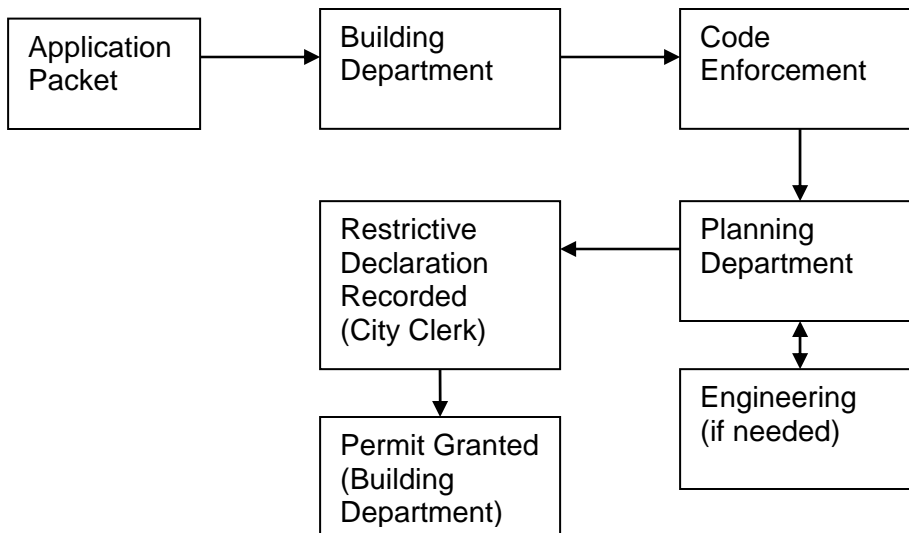 Application
Packet
Building
Department
Code
Enforcement
Planning
Department
Restrictive
Declaration
Recorded
(City Clerk)
Engineering
(if needed)
Permit Granted
(Building
Department)